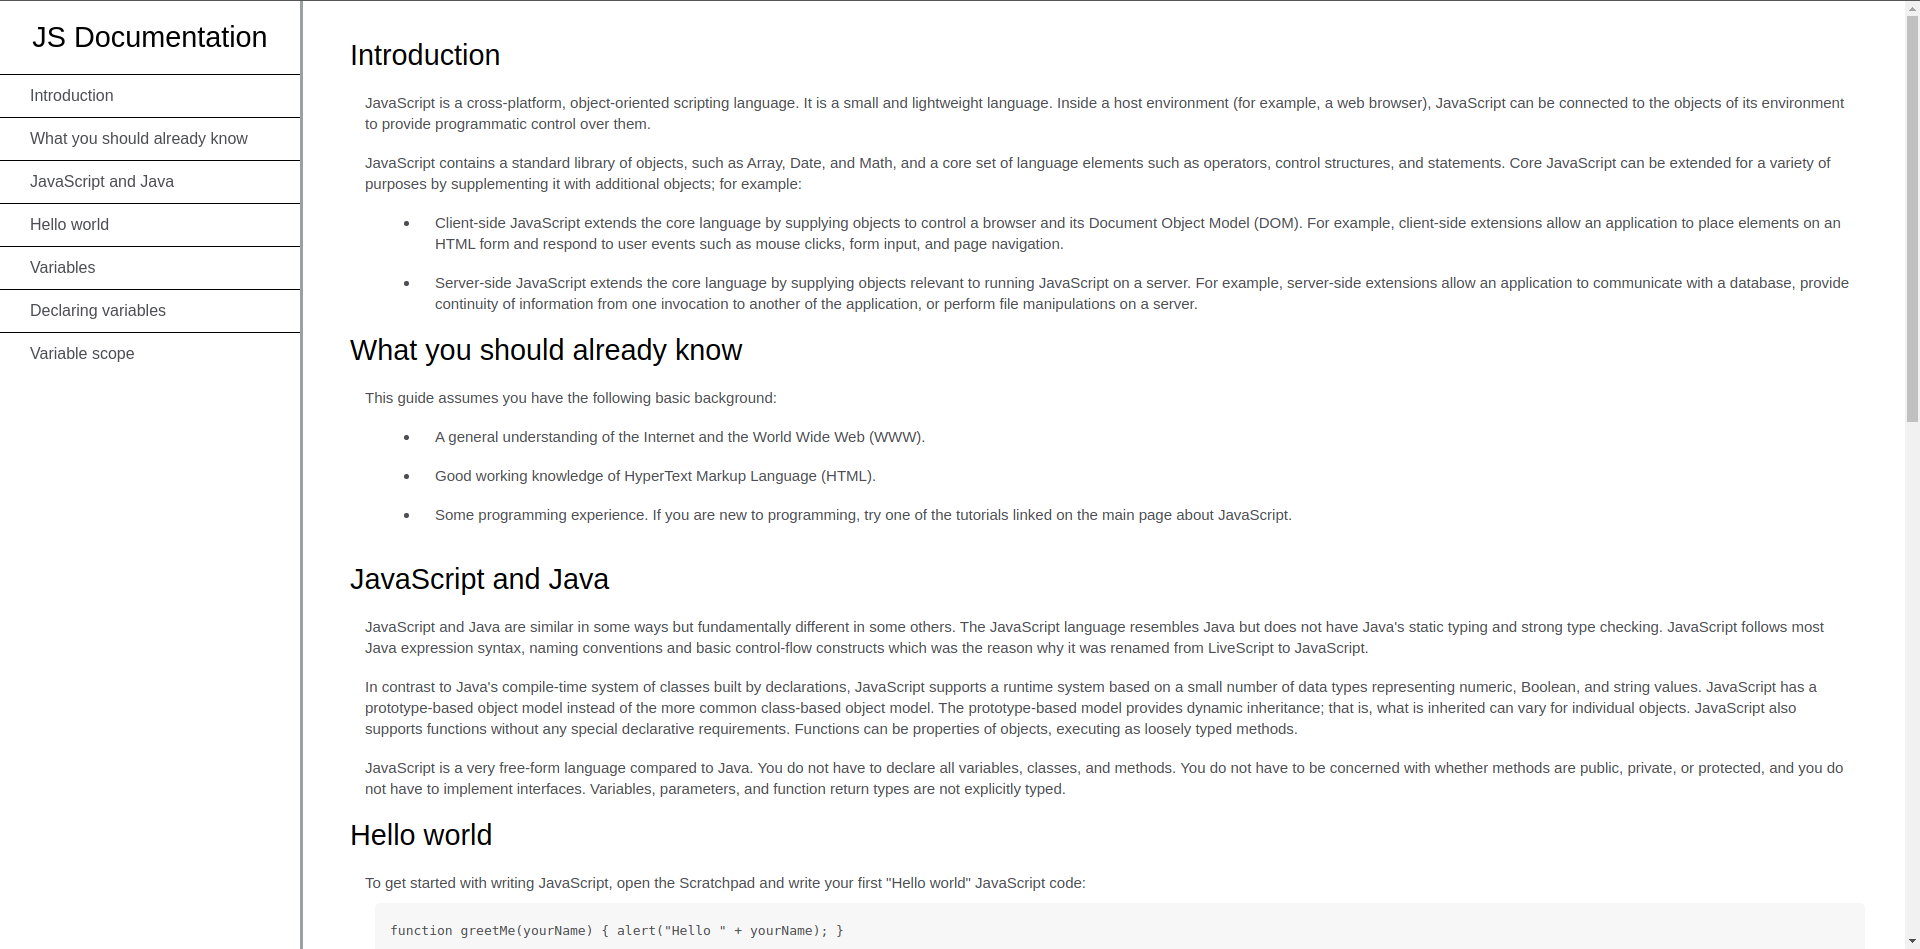 JS Documentation
Introduction
What you should already know
JavaScript and Java
Hello world
Variables
Declaring variables
Variable scope
Introduction
JavaScript is a cross-platform, object-oriented scripting language. It is a small and lightweight language. Inside a host environment (for example, a web browser), JavaScript can be connected to the objects of its environment
to provide programmatic control over them.
JavaScript contains a standard library of objects, such as Array, Date, and Math, and a core set of language elements such as operators, control structures, and statements. Core JavaScript can be extended for a variety of
purposes by supplementing it with additional objects; for example:
• Client-side JavaScript extends the core language by supplying objects to control a browser and its Document Object Model (DOM). For example, client-side extensions allow an application to place elements on an
HTML form and respond to user events such as mouse clicks, form input, and page navigation.
• Server-side JavaScript extends the core language by supplying objects relevant to running JavaScript on a server. For example, server-side extensions allow an application to communicate with a database, provide
continuity of information from one invocation to another of the application, or perform file manipulations on a server.
What you should already know
This guide assumes you have the following basic background:
• A general understanding of the Internet and the World Wide Web (WWW).
• Good working knowledge of HyperText Markup Language (HTML).
• Some programming experience. If you are new to programming, try one of the tutorials linked on the main page about JavaScript.
JavaScript and Java
JavaScript and Java are similar in some ways but fundamentally different in some others. The JavaScript language resembles Java but does not have Java's static typing and strong type checking. JavaScript follows most
Java expression syntax, naming conventions and basic control-flow constructs which was the reason why it was renamed from LiveScript to JavaScript.
In contrast to Java's compile-time system of classes built by declarations, JavaScript supports a runtime system based on a small number of data types representing numeric, Boolean, and string values. JavaScript has a
prototype-based object model instead of the more common class-based object model. The prototype-based model provides dynamic inheritance; that is, what is inherited can vary for individual objects. JavaScript also
supports functions without any special declarative requirements. Functions can be properties of objects, executing as loosely typed methods.
JavaScript is a very free-form language compared to Java. You do not have to declare all variables, classes, and methods. You do not have to be concerned with whether methods are public, private, or protected, and you do
not have to implement interfaces. Variables, parameters, and function return types are not explicitly typed.
Hello world
To get started with writing JavaScript, open the Scratchpad and write your first "Hello world" JavaScript code:
function greetMe(yourName) { alert("Hello " + yourName); }